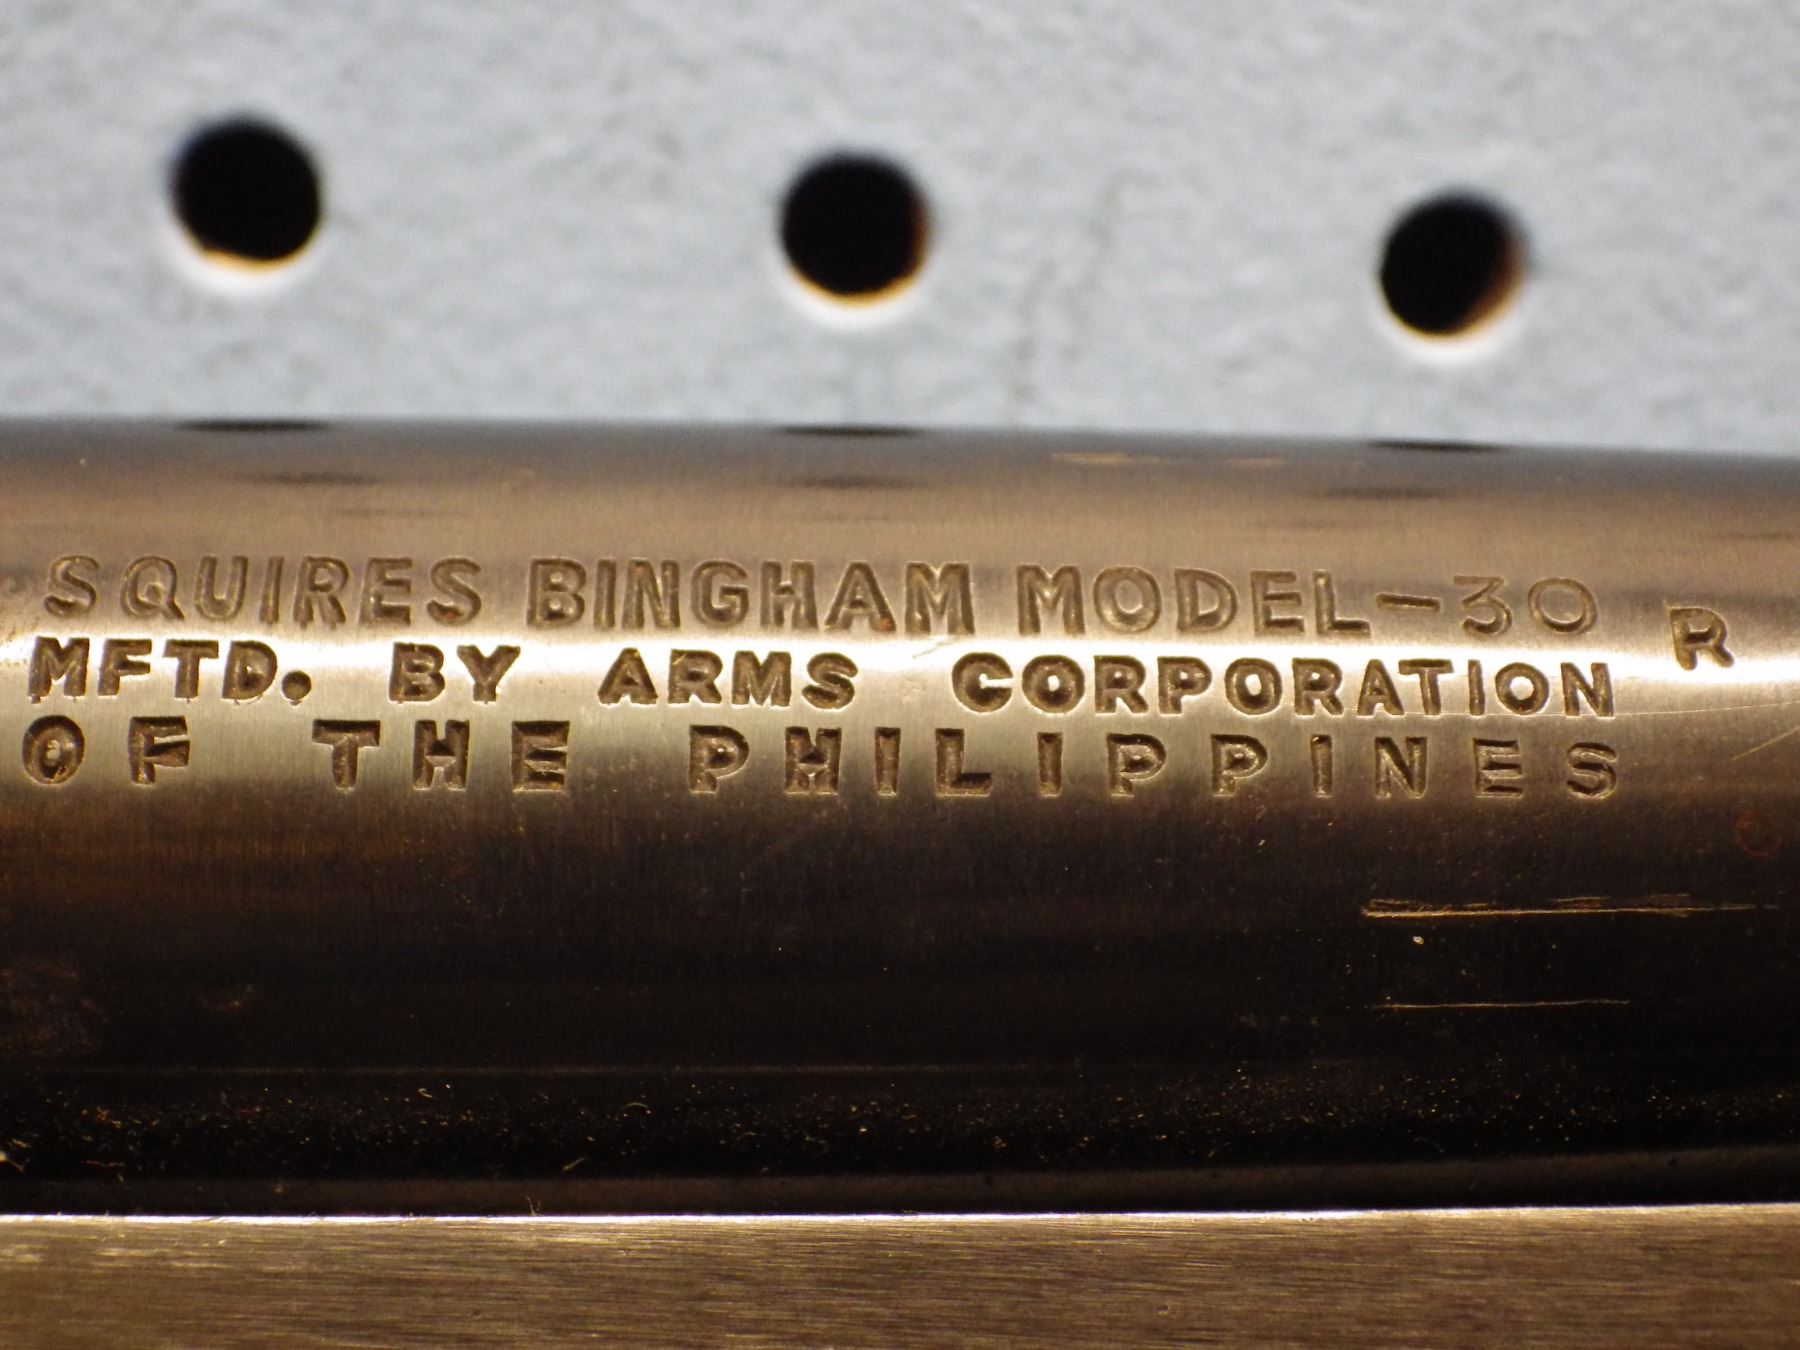 SQUIRES BINGHAM MODEL-30 R
MFTD. BY ARMS CORPORATION
OF THE PHILIPPINES